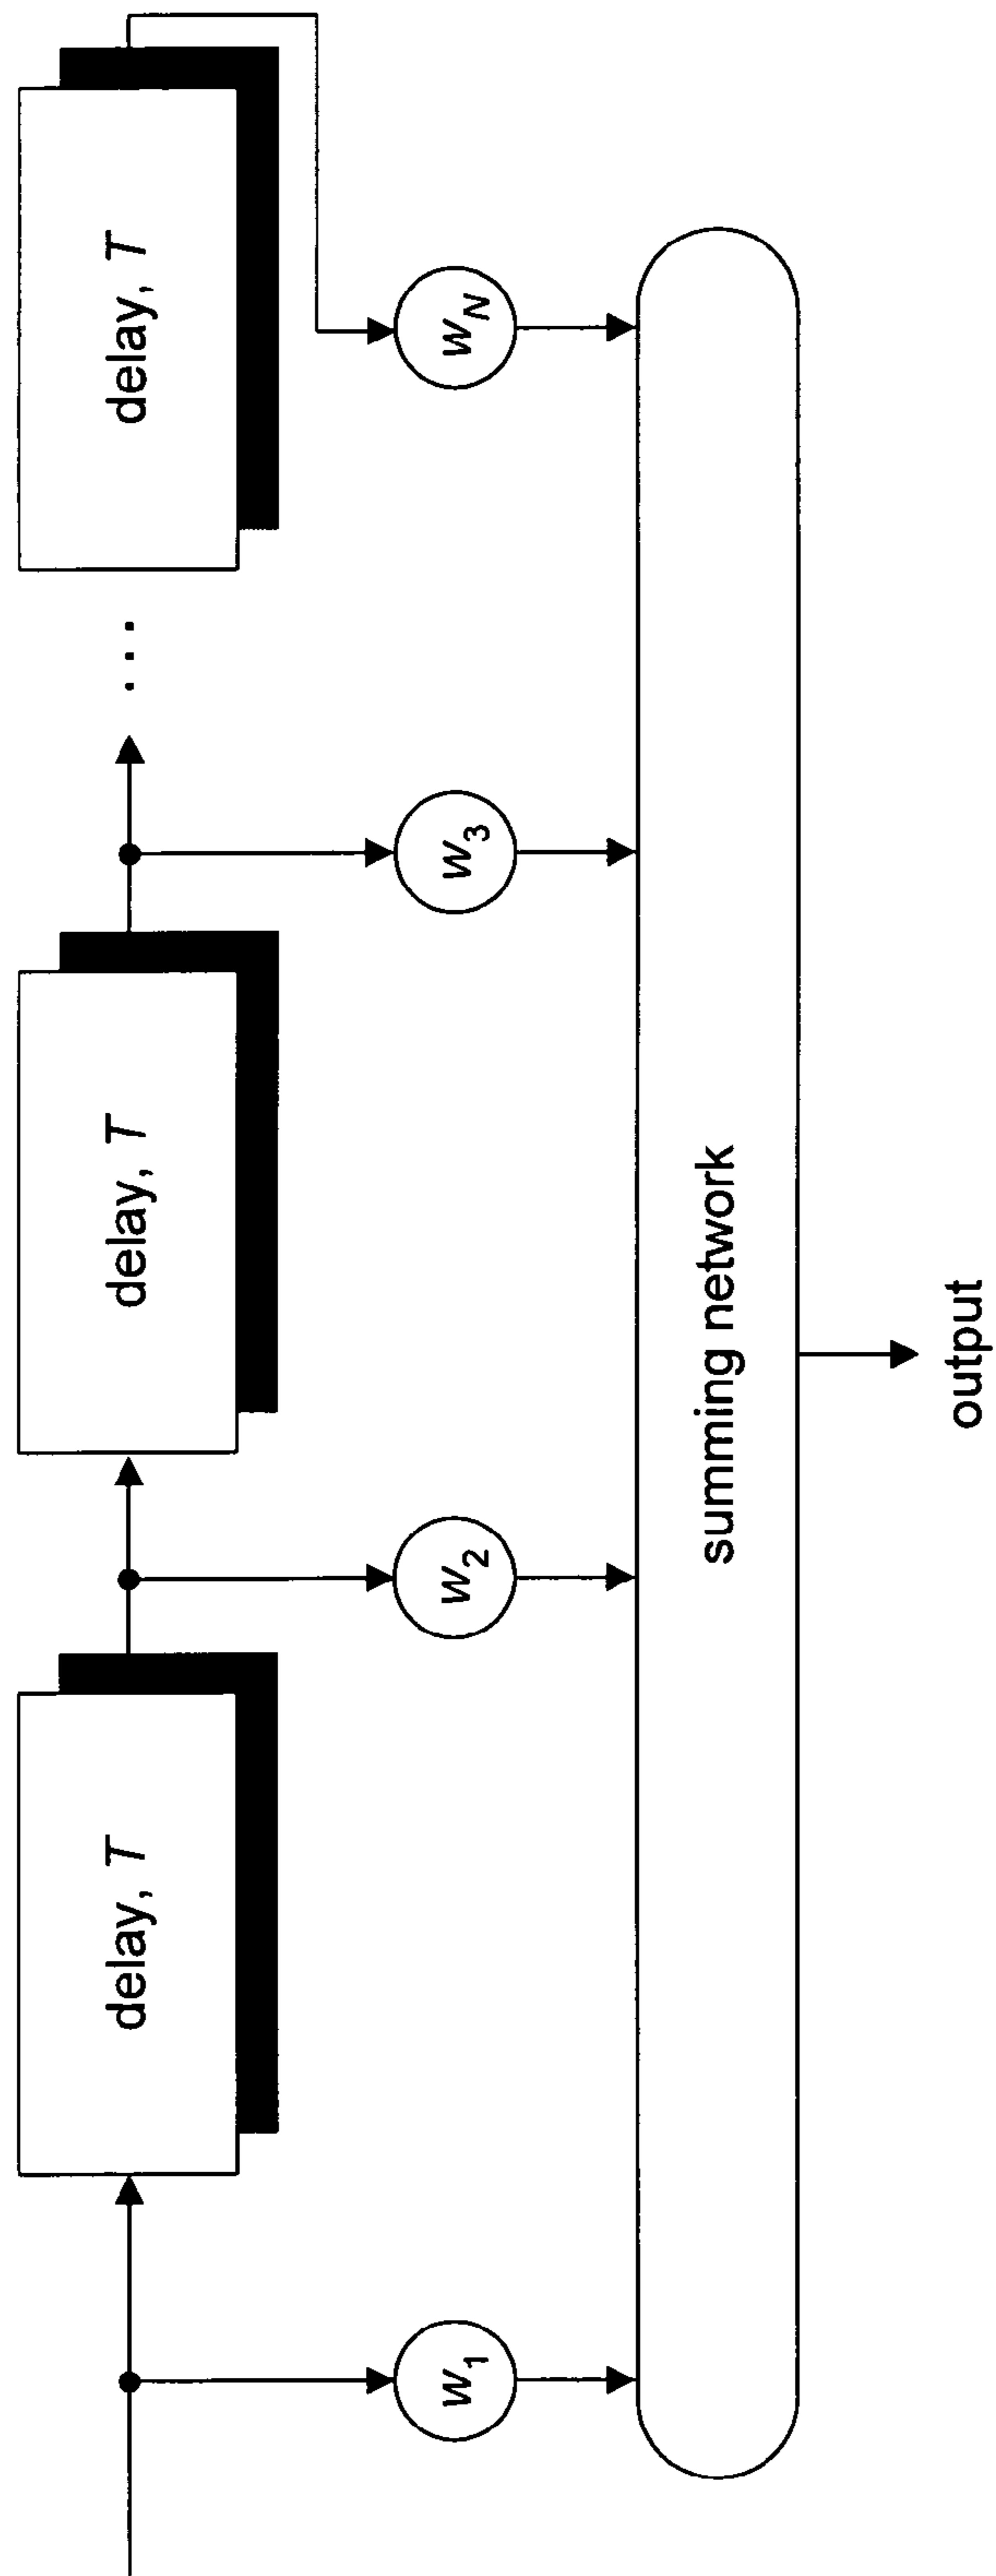 delay, T
delay, T
...
delay, T
w1
w2
w3
wN
summing network
output